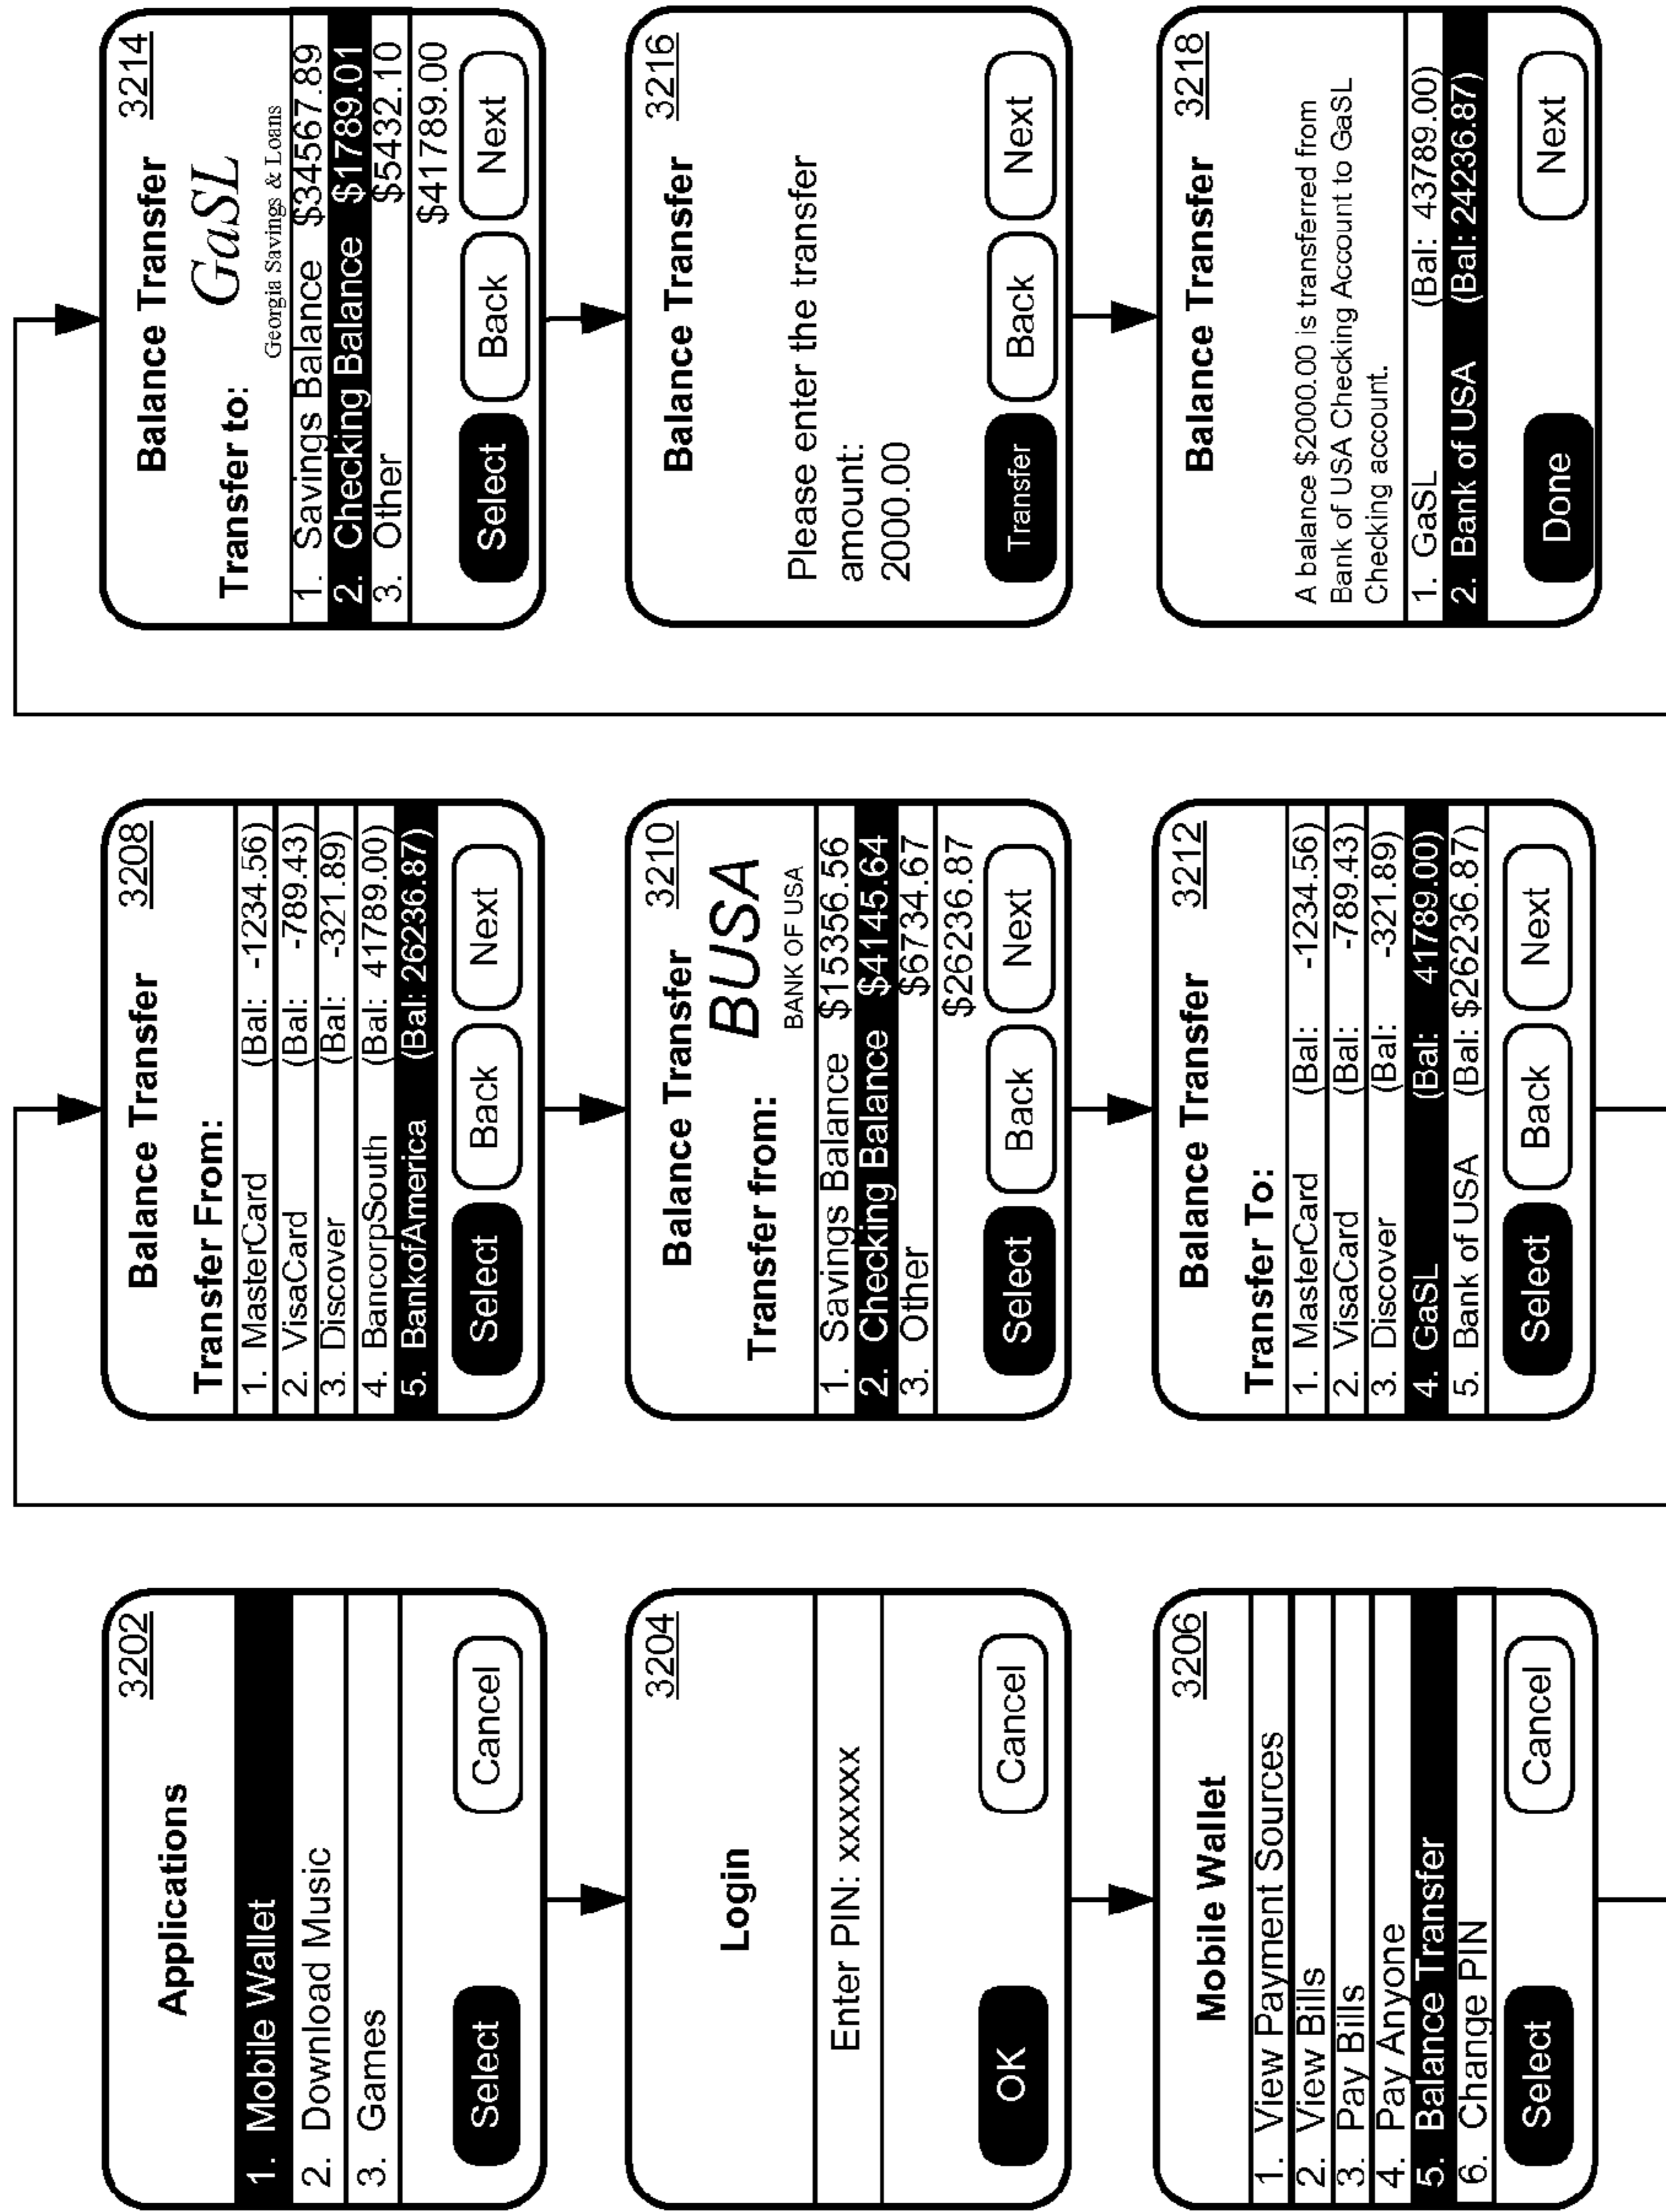 Applications 3202
1. Mobile Wallet
2. Download Music
3. Games
Select Cancel
Login 3204
Enter PIN: xxxxxx
OK Cancel
Mobile Wallet 3206
1. View Payment Sources
2. View Bills
3. Pay Bills
4. Pay Anyone
5. Balance Transfer
6. Change PIN
Select Cancel
Balance Transfer 3208
Transfer From:
1. MasterCard (Bal: -1234.56)
2. VisaCard (Bal: -789.43)
3. Discover (Bal: -321.89)
4. BancorpSouth (Bal: 41789.00)
5. BankofAmerica (Bal: 26236.87)
Select Back Next
Balance Transfer 3210
BUSA
Transfer from:
BANK OF USA
1. Savings Balance $15356.56
2. Checking Balance $4145.64
3. Other $6734.67
$26236.87
Select Back Next
Balance Transfer 3212
Transfer To:
1. MasterCard (Bal: -1234.56)
2. VisaCard (Bal: -789.43)
3. Discover (Bal: -321.89)
4. GaSL (Bal: 41789.00)
5. Bank of USA (Bal: $26236.87)
Select Back Next
Balance Transfer 3214
GaSL
Transfer to:
Georgia Savings & Loans
1. Savings Balance $34567.89
2. Checking Balance $1789.01
3. Other $5432.10
$41789.00
Select Back Next
Balance Transfer 3216
Please enter the transfer
amount:
2000.00
Transfer Back Next
Balance Transfer 3218
A balance $2000.00 is transferred from
Bank of USA Checking Account to GaSL
Checking account.
1. GaSL (Bal: 43789.00)
2. Bank of USA (Bal: 24236.87)
Done Next